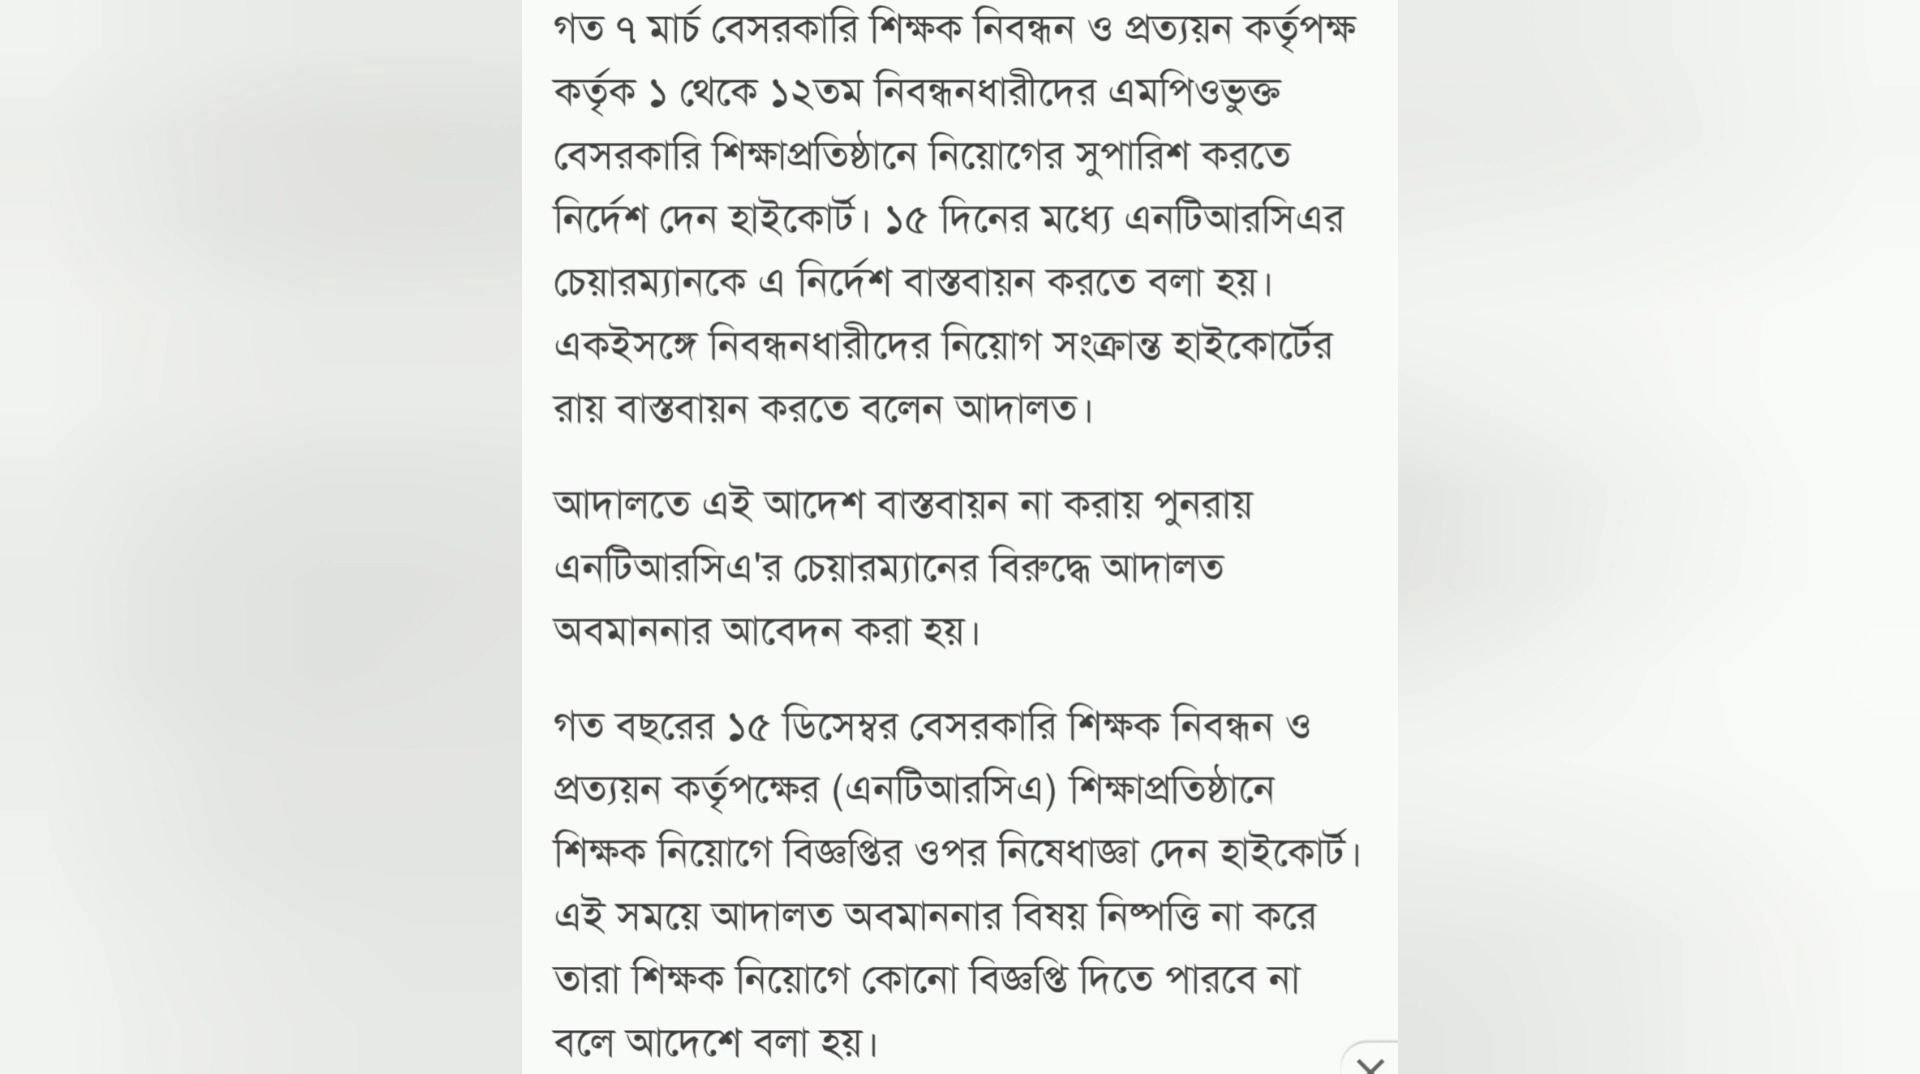 গত ৭ মার্চ বেসরকারি শিক্ষক নিবন্ধন ও প্রত্যয়ন কর্তৃপক্ষ
কর্তৃক ১ থেকে ১২তম নিবন্ধনধারীদের এমপিওভুক্ত
বেসরকারি শিক্ষাপ্রতিষ্ঠানে নিয়োগের সুপারিশ করতে
নির্দেশ দেন হাইকোর্ট। ১৫ দিনের মধ্যে এনটিআরসিএর
চেয়ারম্যানকে এ নির্দেশ বাস্তবায়ন করতে বলা হয়।
একইসঙ্গে নিবন্ধনধারীদের নিয়োগ সংক্রান্ত হাইকোর্টের
রায় বাস্তবায়ন করতে বলেন আদালত।
আদালতে এই আদেশ বাস্তবায়ন না করায় পুনরায়
এনটিআরসিএ'র চেয়ারম্যানের বিরুদ্ধে আদালত
অবমাননার আবেদন করা হয়।
গত বছরের ১৫ ডিসেম্বর বেসরকারি শিক্ষক নিবন্ধন ও
প্রত্যয়ন কর্তৃপক্ষের (এনটিআরসিএ) শিক্ষাপ্রতিষ্ঠানে
শিক্ষক নিয়োগে বিজ্ঞপ্তির ওপর নিষেধাজ্ঞা দেন হাইকোর্ট।
এই সময়ে আদালত অবমাননার বিষয় নিষ্পত্তি না করে
তারা শিক্ষক নিয়োগে কোনো বিজ্ঞপ্তি দিতে পারবে না
বলে আদেশে বলা হয়।